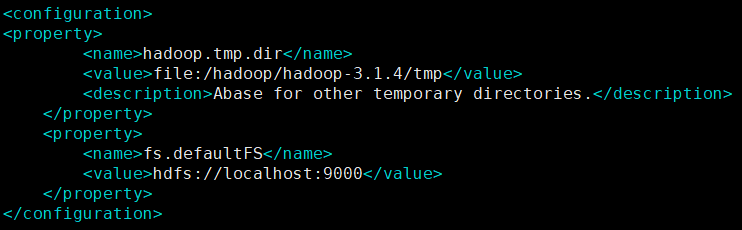 <configuration>
<property>
        <name>hadoop.tmp.dir</name>
        <value>file:/hadoop/hadoop-3.1.4/tmp</value>
        <description>Abase for other temporary directories.</description>
    </property>
    <property>
        <name>fs.defaultFS</name>
        <value>hdfs://localhost:9000</value>
    </property>
</configuration>